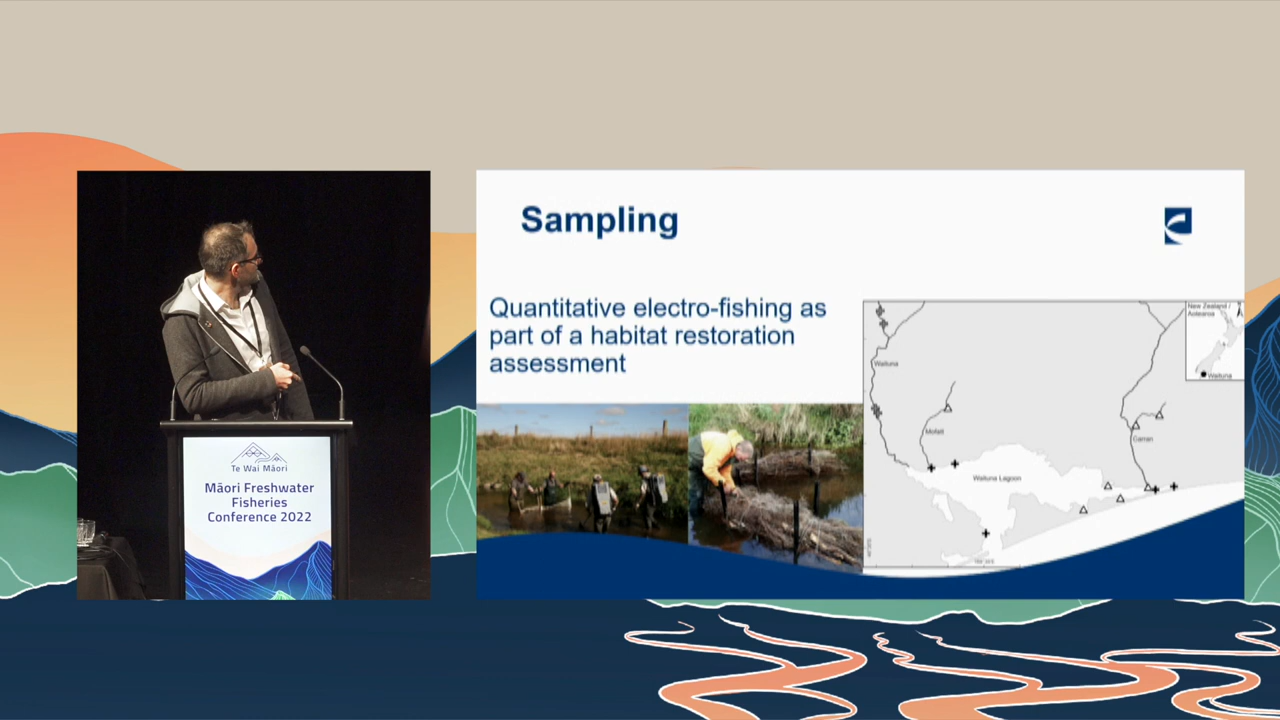 Te Wai Māori
Māori Freshwater
Fisheries
Conference 2022
Sampling
Quantitative electro-fishing as
part of a habitat restoration
assessment
New Zealand /
Aotearoa
Waituna
Waituna
Moffatt
Carran
Waituna Lagoon